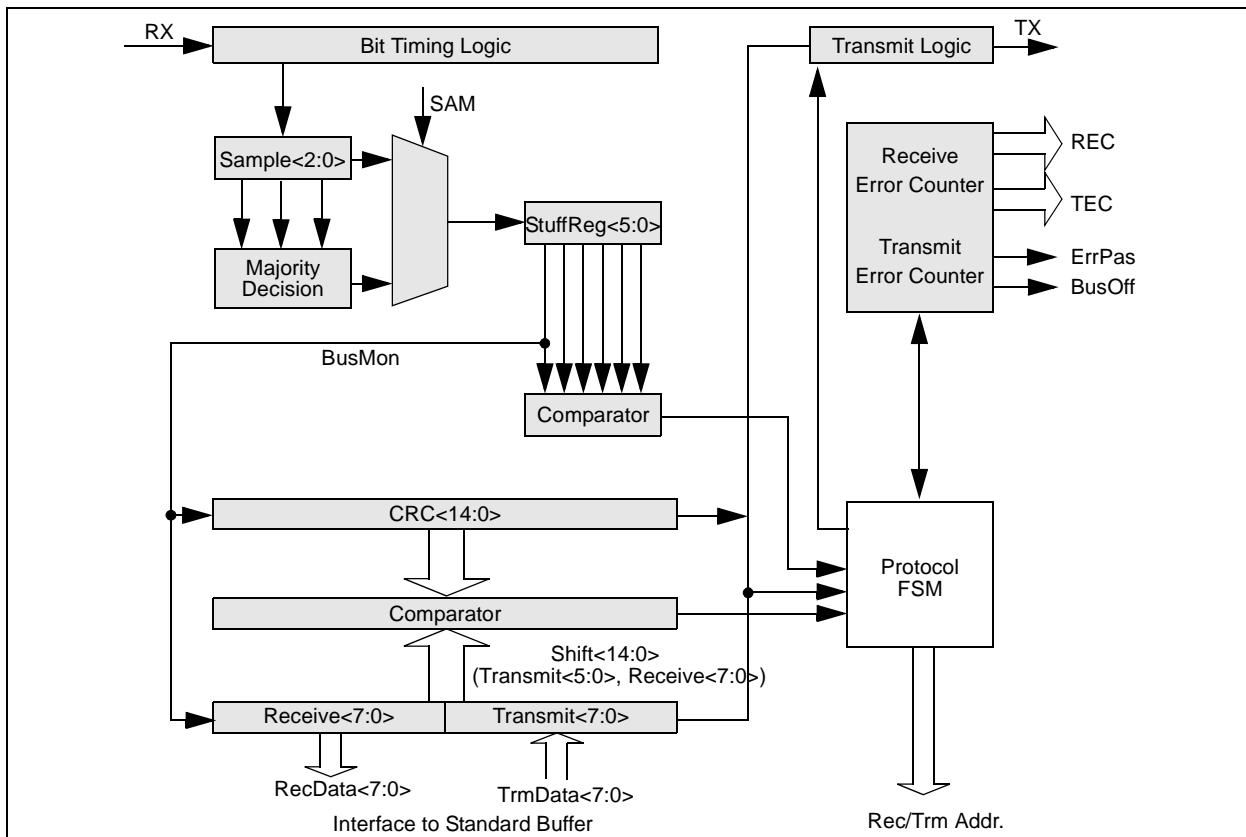 RX
Bit Timing Logic
Transmit Logic
TX
SAM
Sample<2:0>
Receive
Error Counter
REC
TEC
StuffReg<5:0>
Majority
Decision
Transmit
Error Counter
ErrPas
BusOff
BusMon
Comparator
CRC<14:0>
Protocol
FSM
Comparator
Shift<14:0>
(Transmit<5:0>, Receive<7:0>)
Receive<7:0>
Transmit<7:0>
RecData<7:0>
TrmData<7:0>
Interface to Standard Buffer
Rec/Trm Addr.